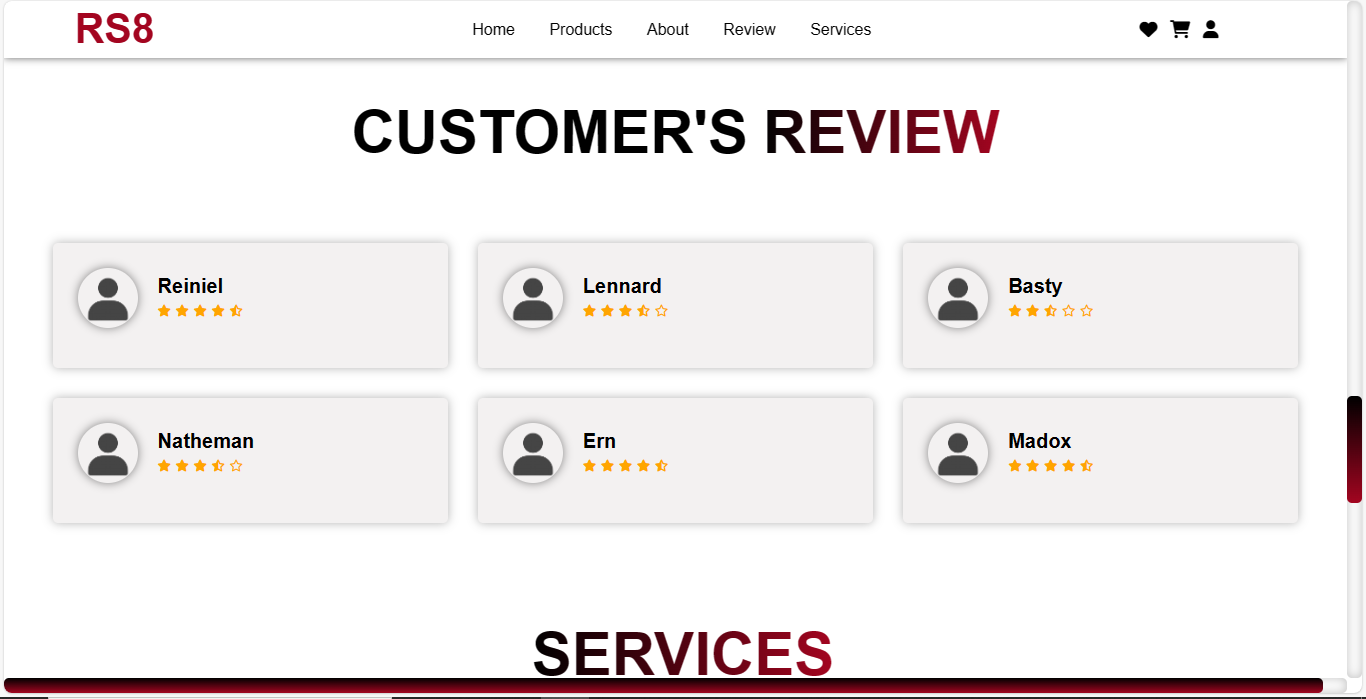 RS8
Home Products About Review Services
CUSTOMER'S REVIEW
Reiniel
Lennard
Basty
Natheman
Ern
Madox
SERVICES